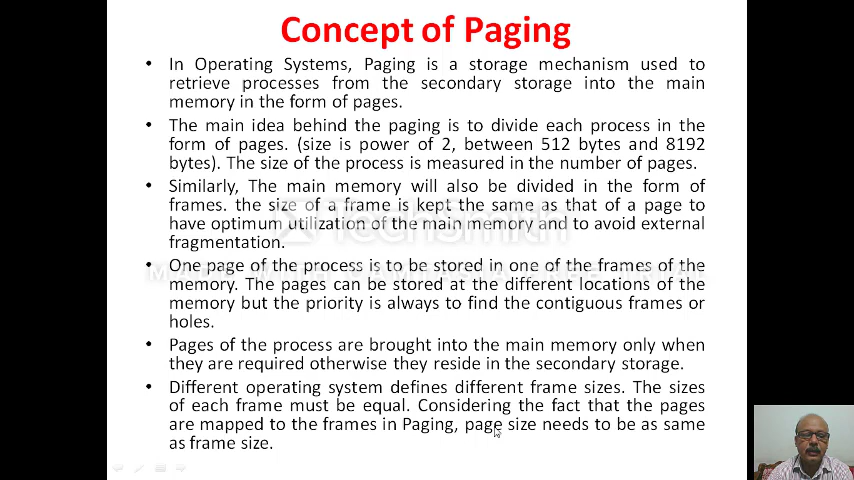 Concept of Paging
• In Operating Systems, Paging is a storage mechanism used to
retrieve processes from the secondary storage into the main
memory in the form of pages.
• The main idea behind the paging is to divide each process in the
form of pages. (size is power of 2, between 512 bytes and 8192
bytes). The size of the process is measured in the number of pages.
• Similarly, The main memory will also be divided in the form of
frames. the size of a frame is kept the same as that of a page to
have optimum utilization of the main memory and to avoid external
fragmentation.
TechSmith
• One page of the process is to be stored in one of the frames of the
memory. The pages can be stored at the different locations of the
memory but the priority is always to find the contiguous frames or
holes.
• Pages of the process are brought into the main memory only when
they are required otherwise they reside in the secondary storage.
• Different operating system defines different frame sizes. The sizes
of each frame must be equal. Considering the fact that the pages
are mapped to the frames in Paging, page size needs to be as same
as frame size.